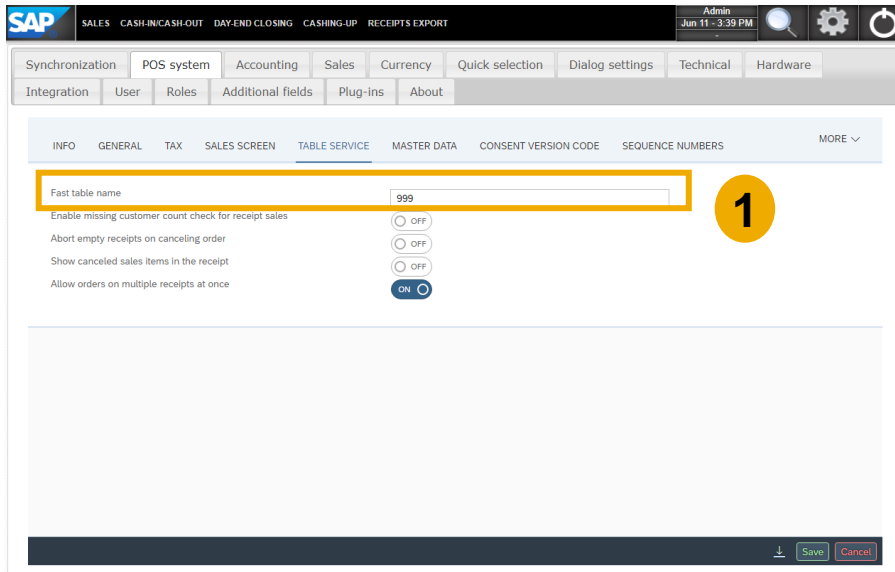 SAP SALES CASH-IN/CASH-OUT DAY-END CLOSING CASHING-UP RECEIPTS EXPORT
Admin
Jun 11 - 3:39 PM
-
Synchronization POS system Accounting Sales Currency Quick selection Dialog settings Technical Hardware
Integration User Roles Additional fields Plug-ins About
INFO GENERAL TAX SALES SCREEN TABLE SERVICE MASTER DATA CONSENT VERSION CODE SEQUENCE NUMBERS MORE
Fast table name 999
1
Enable missing customer count check for receipt sales OFF
Abort empty receipts on canceling order OFF
Show canceled sales items in the receipt OFF
Allow orders on multiple receipts at once ON
Save Cancel